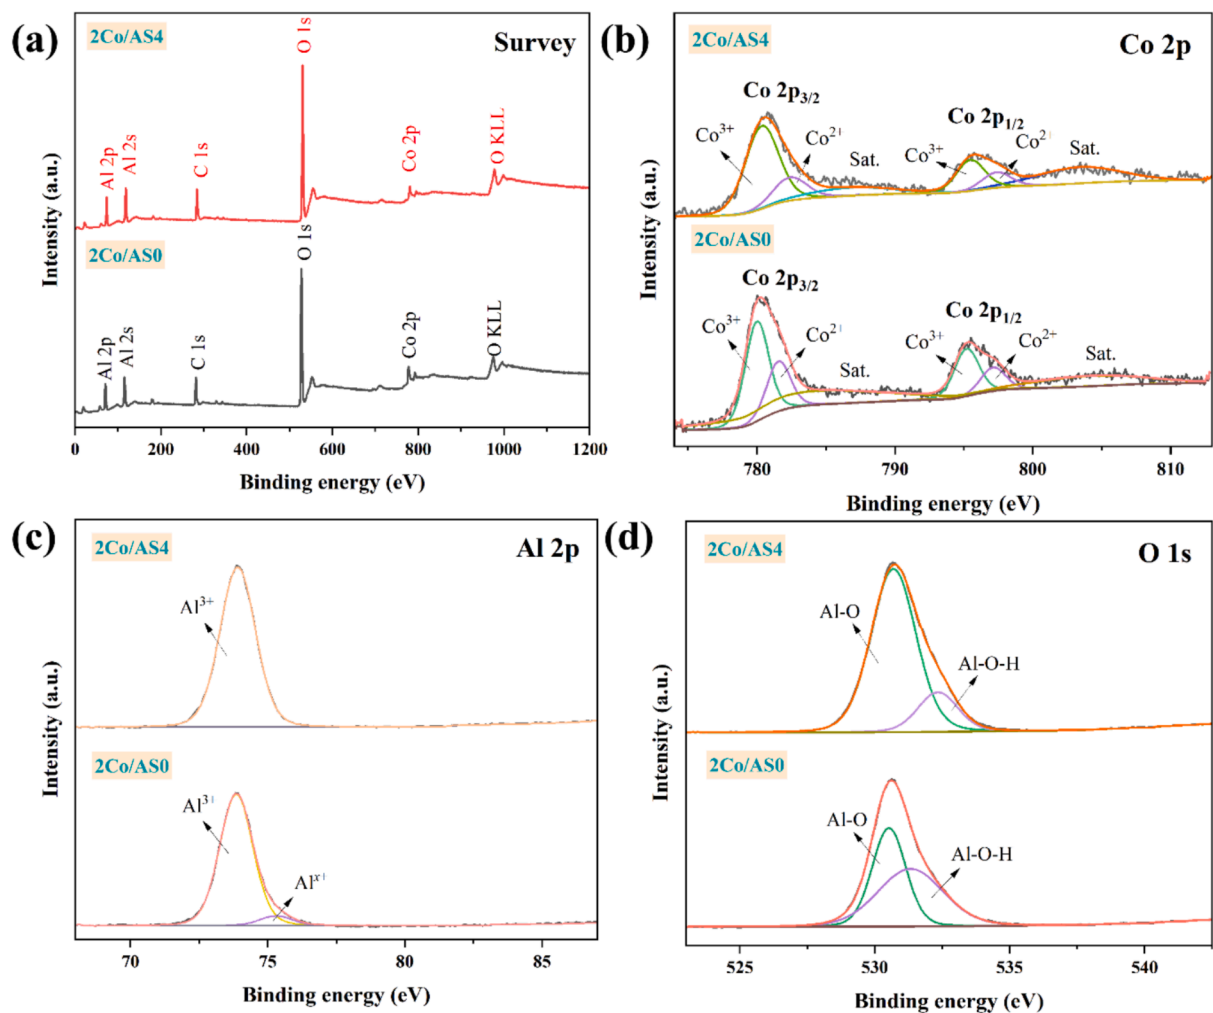 (a)
2Co/AS4
Survey
O 1s
Al 2p
Al 2s
C 1s
Co 2p
O KLL
2Co/AS0
O 1s
Al 2p
Al 2s
C 1s
Co 2p
O KLL
Intensity (a.u.)
0 200 400 600 800 1000 1200
Binding energy (eV)
(b)
2Co/AS4
Co 2p
Co 2p3/2
Co3+
Co2+
Sat.
Co 2p1/2
Co3+
Co2+
Sat.
2Co/AS0
Co 2p3/2
Co3+
Co2+
Sat.
Co 2p1/2
Co3+
Co2+
Sat.
Intensity (a.u.)
780 790 800 810
Binding energy (eV)
(c)
2Co/AS4
Al 2p
Al3+
2Co/AS0
Al3+
Alx+
Intensity (a.u.)
70 75 80 85
Binding energy (eV)
(d)
2Co/AS4
O 1s
Al-O
Al-O-H
2Co/AS0
Al-O
Al-O-H
Intensity (a.u.)
525 530 535 540
Binding energy (eV)